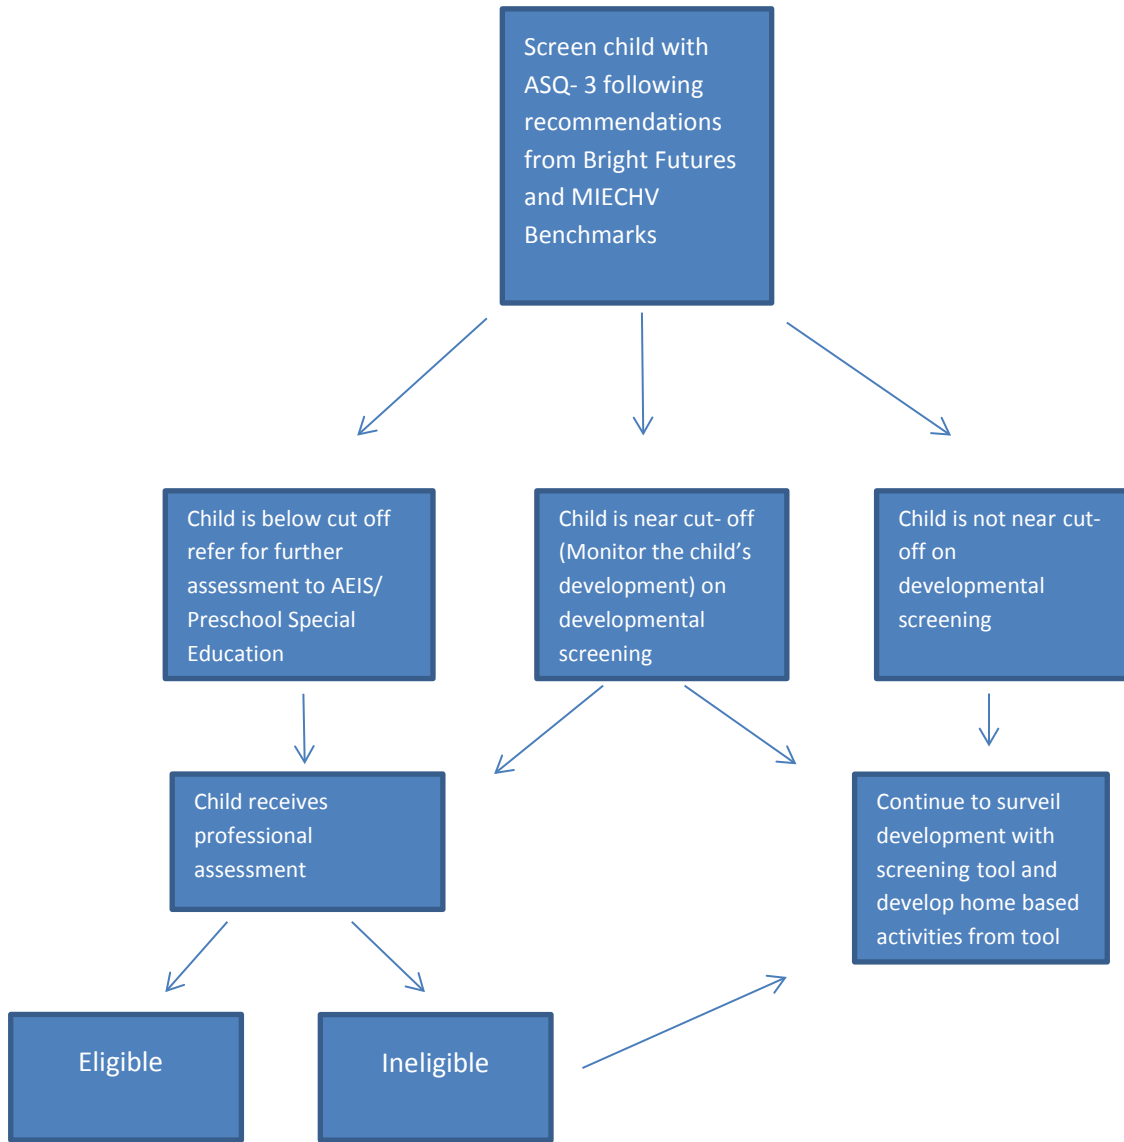 Screen child with
ASQ- 3 following
recommendations
from Bright Futures
and MIECHV
Benchmarks
Child is below cut off
refer for further
assessment to AEIS/
Preschool Special
Education
Child is near cut- off
(Monitor the child’s
development) on
developmental
screening
Child is not near cut-
off on
developmental
screening
Child receives
professional
assessment
Continue to surveil
development with
screening tool and
develop home based
activities from tool
Eligible
Ineligible